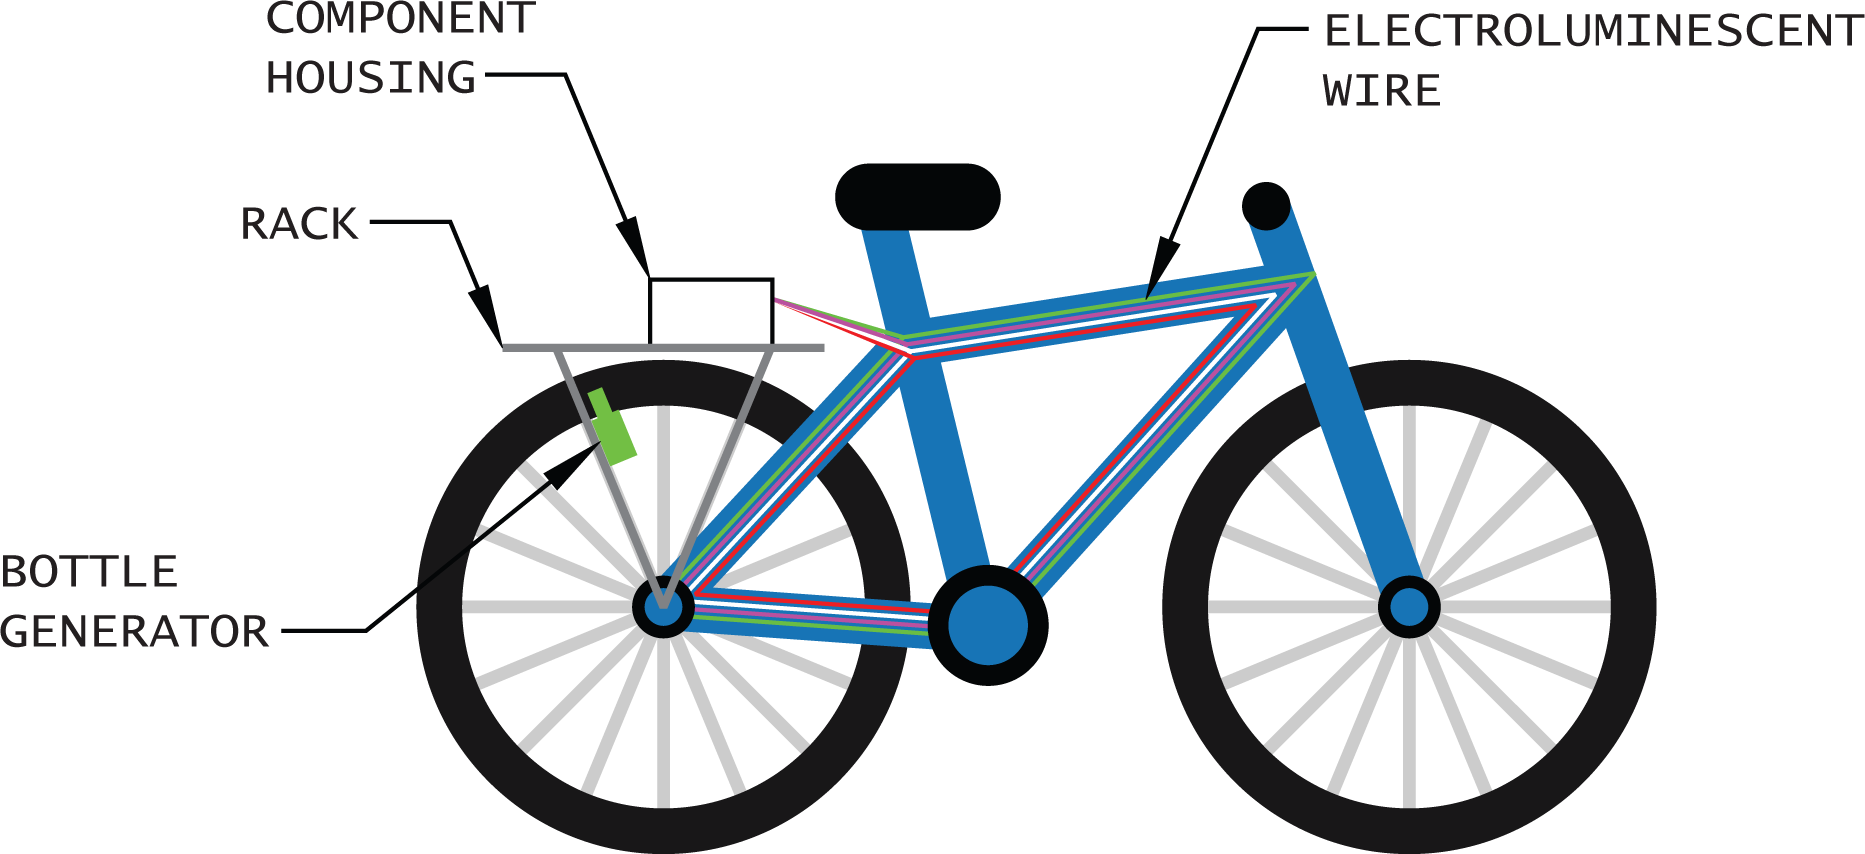 COMPONENT
HOUSING
ELECTROLUMINESCENT
WIRE
RACK
BOTTLE
GENERATOR